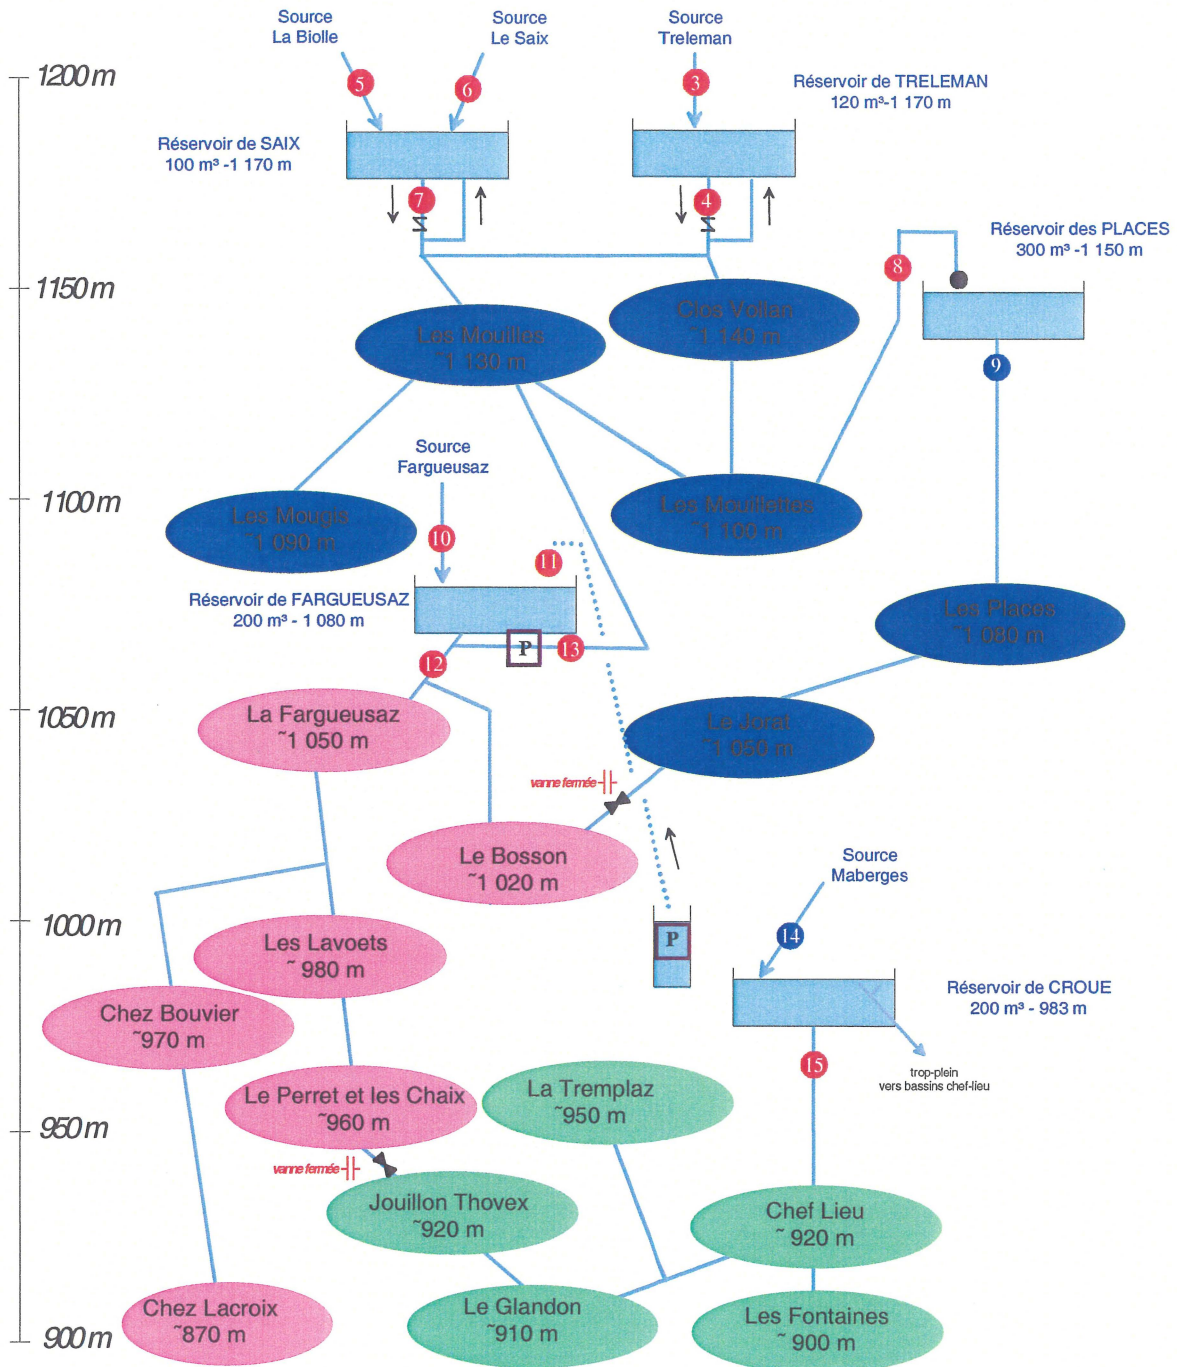 Source
La Biolle
Source
Le Saix
Source
Treleman
1200m
5
6
3
Réservoir de TRELEMAN
120 m³-1 170 m
Réservoir de SAIX
100 m³ -1 170 m
7
4
Réservoir des PLACES
300 m³ -1 150 m
8
1150m
Clos Vollan
~1 140 m
Les Mouilles
~1 130 m
9
Source
Fargueusaz
1100m
Les Mougis
~1 090 m
Les Mouillettes
~1 100 m
10
11
Réservoir de FARGUEUSAZ
200 m³ - 1 080 m
Les Places
~1 080 m
P
13
12
1050m
La Fargueusaz
~1 050 m
Le Jorat
~1 050 m
vanne fermée
Le Bosson
~1 020 m
Source
Maberges
1000m
Les Lavoets
~ 980 m
P
14
Réservoir de CROUE
200 m³ - 983 m
Chez Bouvier
~970 m
15
trop-plein
vers bassins chef-lieu
Le Perret et les Chaix
~960 m
La Tremplaz
~950 m
950m
vanne fermée
Jouillon Thovex
~920 m
Chef Lieu
~ 920 m
Chez Lacroix
~870 m
Le Glandon
~910 m
Les Fontaines
~ 900 m
900m